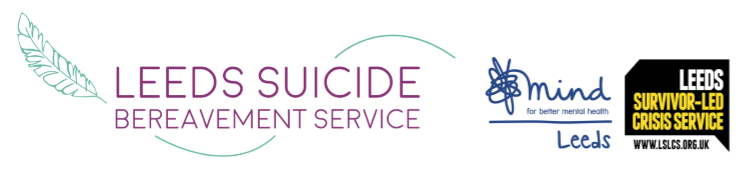 LEEDS SUICIDE
BEREAVEMENT SERVICE
mind
for better mental health
Leeds
LEEDS
SURVIVOR-LED
CRISIS SERVICE
WWW.LSLCS.ORG.UK